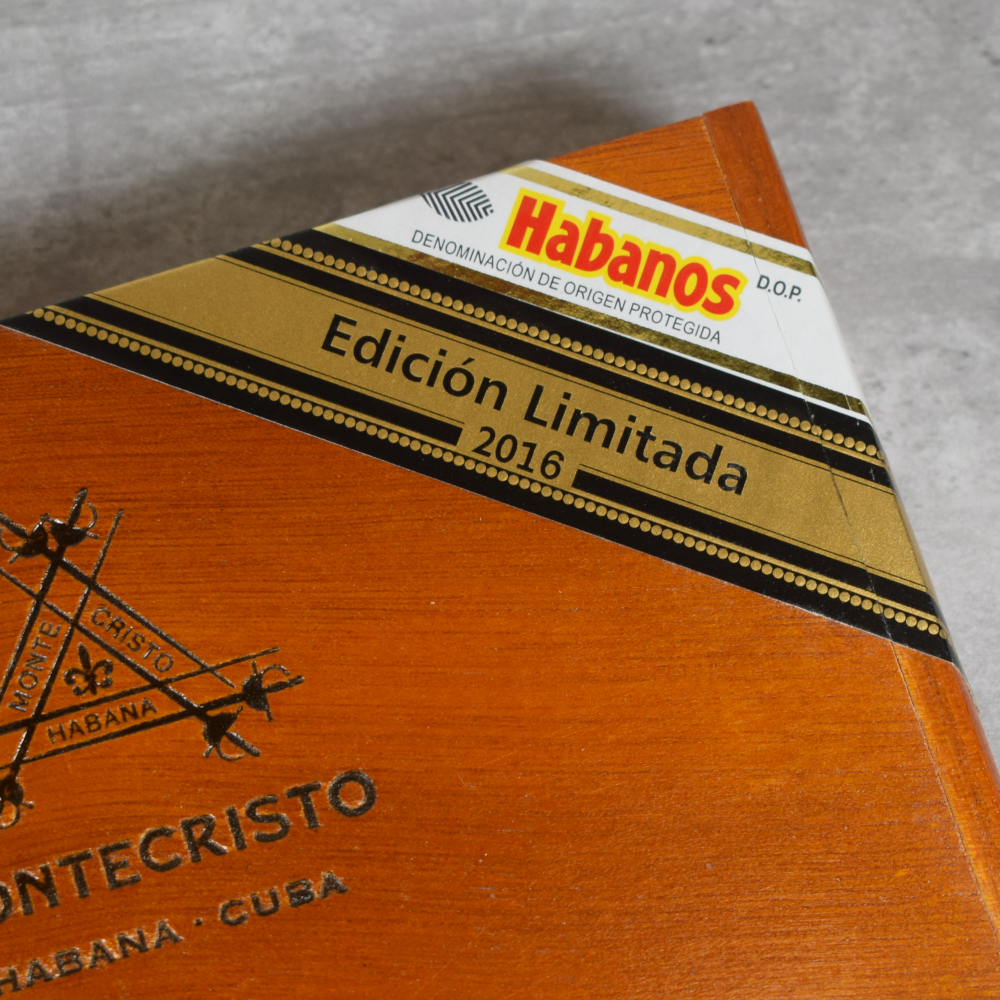 Habanos
D.O.P.
DENOMINACIÓN DE ORIGEN PROTEGIDA
Edición Limitada
2016
MONTE
CRISTO
HABANA
ONTECRISTO
HABANA · CUBA